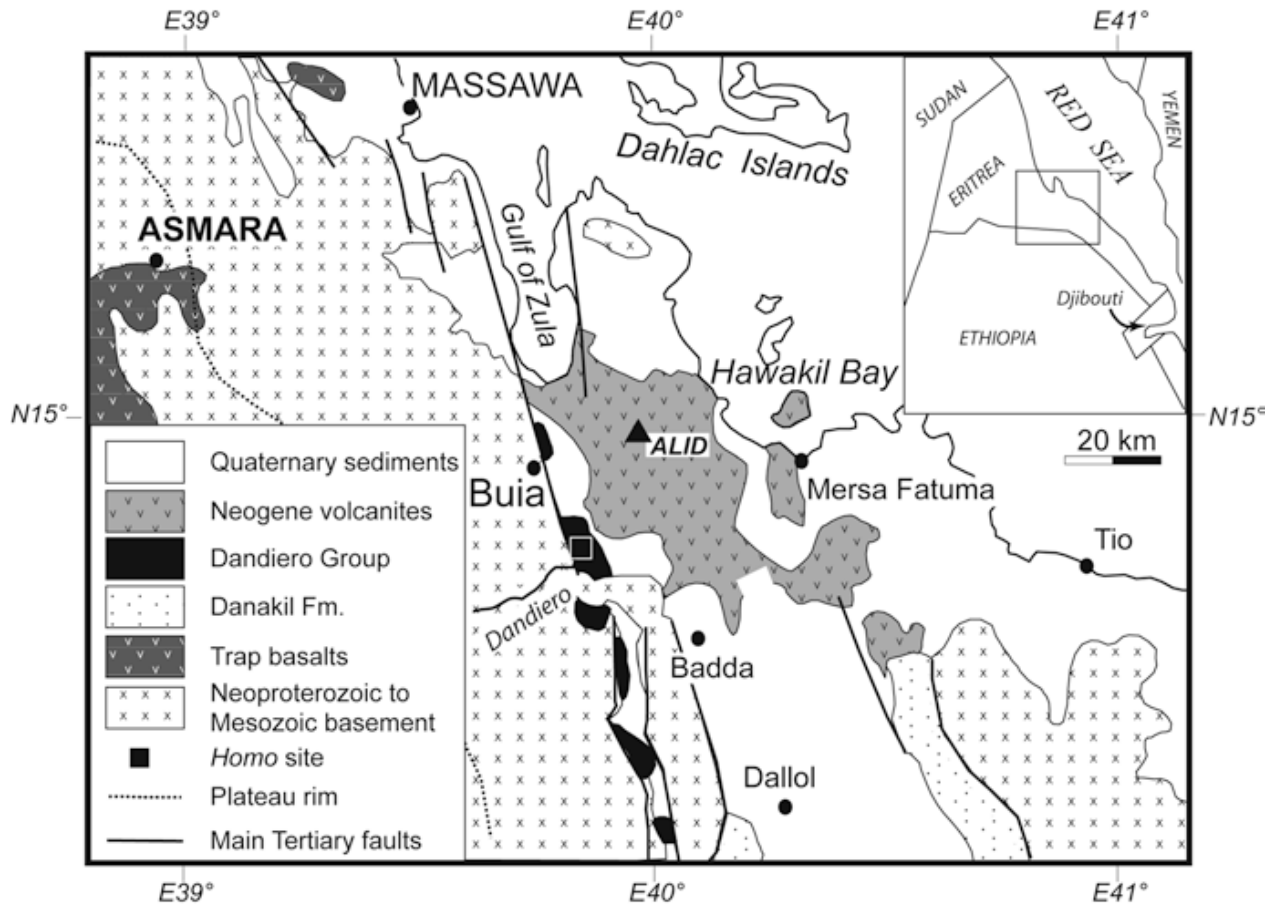 E39°
E40°
E41°
MASSAWA
Dahlac Islands
ASMARA
Gulf of Zula
Hawakil Bay
N15°
N15°
ALID
20 km
Buia
Mersa Fatuma
Tio
Dandiero
Badda
Dallol
SUDAN
RED SEA
YEMEN
ERITREA
Djibouti
ETHIOPIA
Quaternary sediments
Neogene volcanites
Dandiero Group
Danakil Fm.
Trap basalts
Neoproterozoic to
Mesozoic basement
Homo site
Plateau rim
Main Tertiary faults
E39°
E40°
E41°